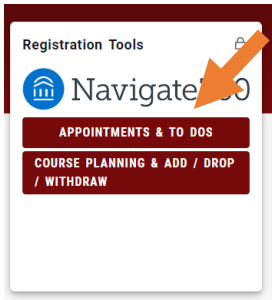 Registration Tools
Navigate
APPOINTMENTS & TO DOS
COURSE PLANNING & ADD / DROP
/ WITHDRAW